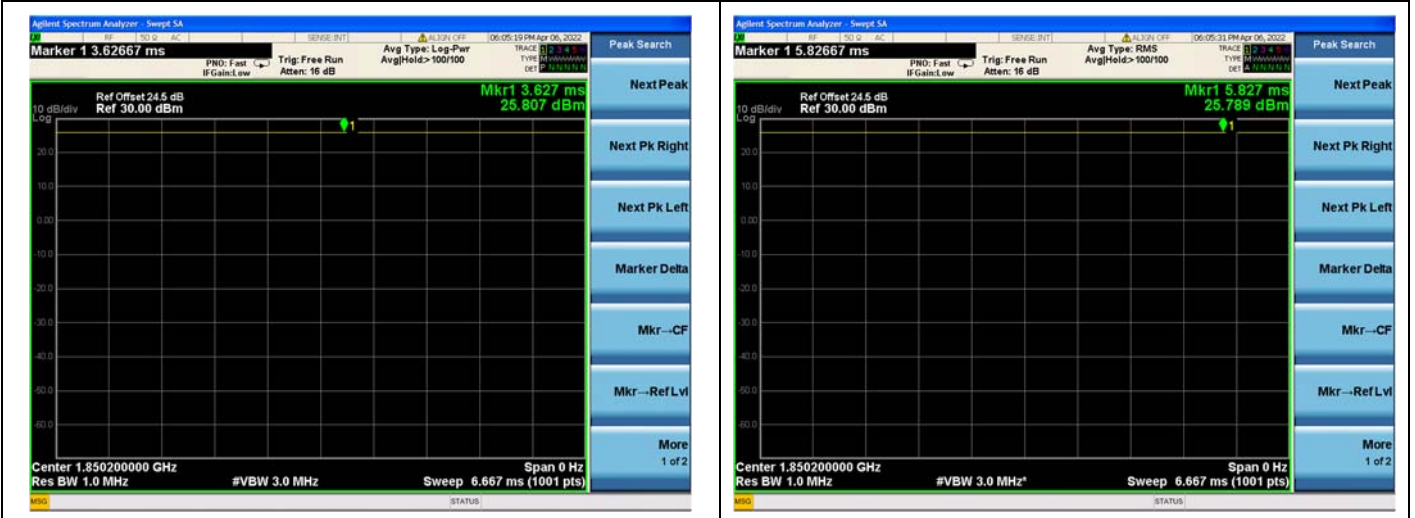 Agilent Spectrum Analyzer - Swept SA
RF 50 Ω AC SENSE:INT ALIGN OFF 06:05:19 PM Apr 06, 2022
Marker 1 3.62667 ms
PNO: Fast
IFGain:Low
Trig: Free Run
Atten: 16 dB
Avg Type: Log-Pwr
Avg|Hold:>100/100
TRACE 1 2 3 4 5 6
TYPE M
DET P N N N N N
Peak Search
Mkr1 3.627 ms
25.807 dBm
Ref Offset 24.5 dB
10 dB/div Ref 30.00 dBm
Log
1
20.0
10.0
0.00
-10.0
-20.0
-30.0
-40.0
-50.0
-60.0
Next Peak
Next Pk Right
Next Pk Left
Marker Delta
Mkr→CF
Mkr→Ref Lvl
More
1 of 2
Center 1.850200000 GHz Span 0 Hz
Res BW 1.0 MHz #VBW 3.0 MHz Sweep 6.667 ms (1001 pts)
MSG STATUS
Agilent Spectrum Analyzer - Swept SA
RF 50 Ω AC SENSE:INT ALIGN OFF 06:05:31 PM Apr 06, 2022
Marker 1 5.82667 ms
PNO: Fast
IFGain:Low
Trig: Free Run
Atten: 16 dB
Avg Type: RMS
Avg|Hold:>100/100
TRACE 1 2 3 4 5 6
TYPE M
DET A N N N N N
Peak Search
Mkr1 5.827 ms
25.789 dBm
Ref Offset 24.5 dB
10 dB/div Ref 30.00 dBm
Log
1
20.0
10.0
0.00
-10.0
-20.0
-30.0
-40.0
-50.0
-60.0
Next Peak
Next Pk Right
Next Pk Left
Marker Delta
Mkr→CF
Mkr→Ref Lvl
More
1 of 2
Center 1.850200000 GHz Span 0 Hz
Res BW 1.0 MHz #VBW 3.0 MHz* Sweep 6.667 ms (1001 pts)
MSG STATUS